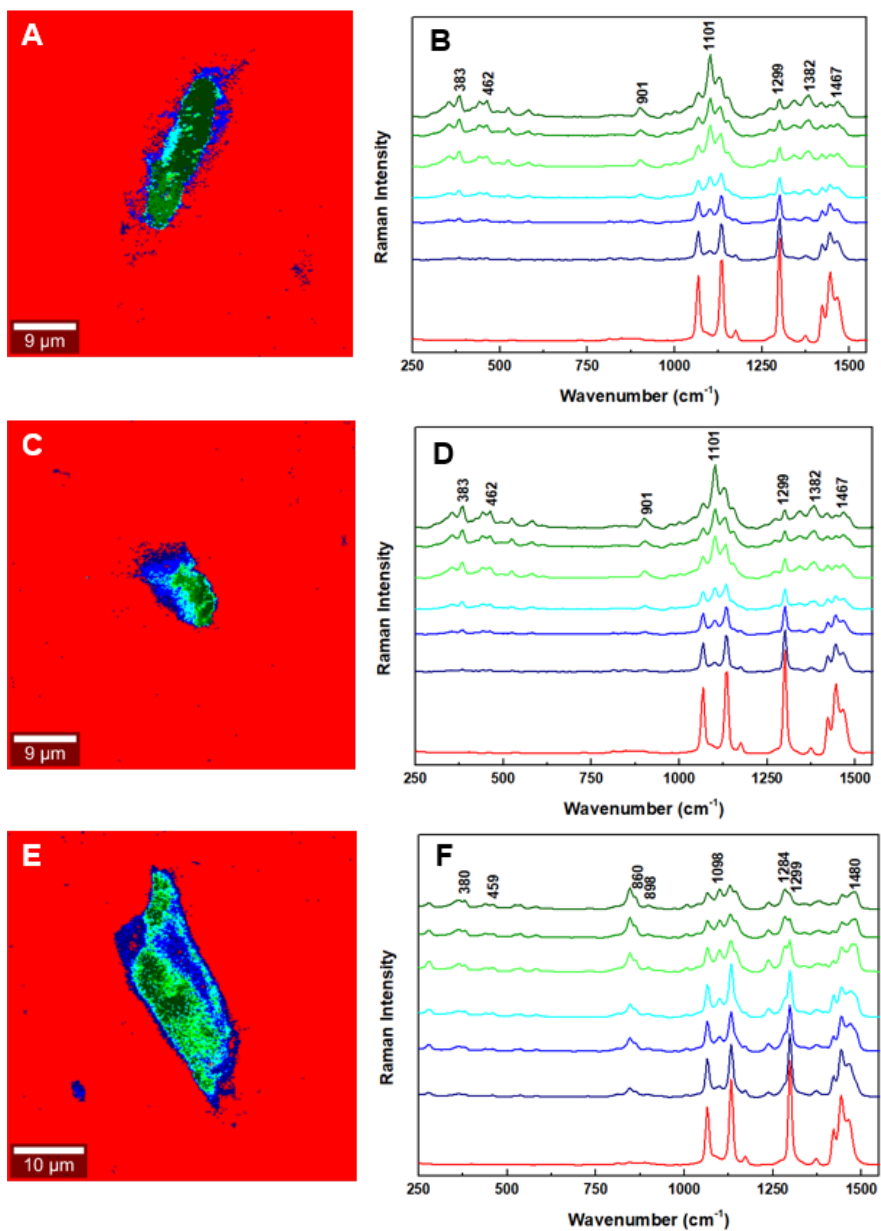 A
9 µm
B
383
462
901
1101
1299
1382
1467
Raman Intensity
250 500 750 1000 1250 1500
Wavenumber (cm-1)
C
9 µm
D
383
462
901
1101
1299
1382
1467
Raman Intensity
250 500 750 1000 1250 1500
Wavenumber (cm-1)
E
10 µm
F
380
459
860
898
1098
1284
1299
1480
Raman Intensity
250 500 750 1000 1250 1500
Wavenumber (cm-1)